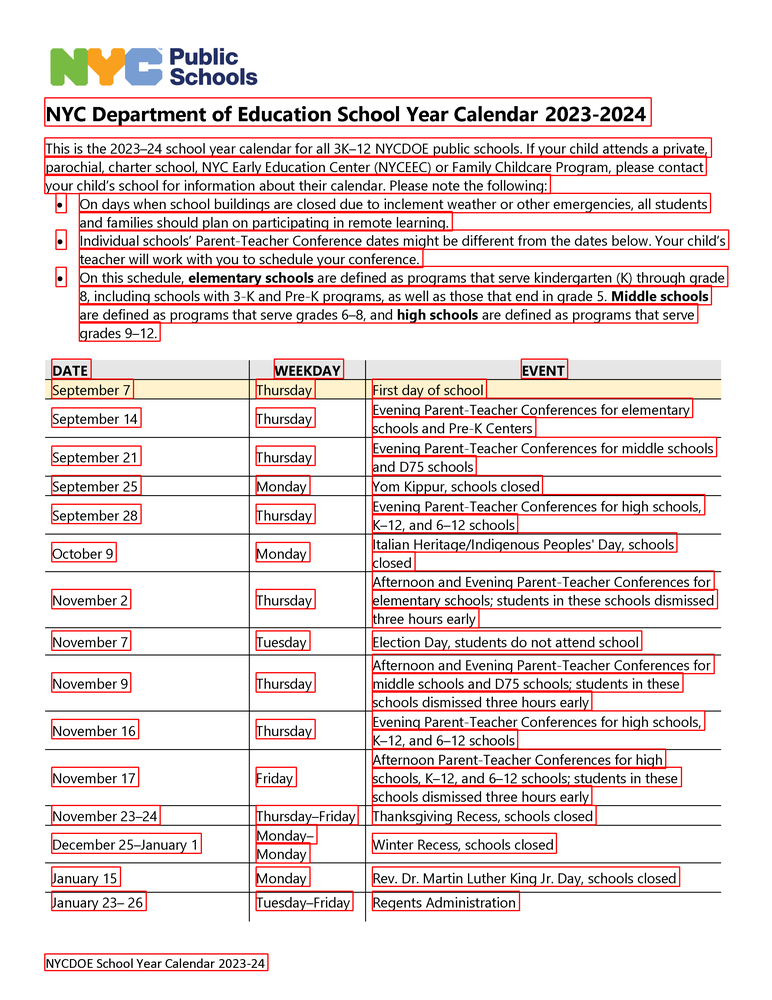 NYC Public Schools
NYC Department of Education School Year Calendar 2023-2024
This is the 2023–24 school year calendar for all 3K–12 NYCDOE public schools. If your child attends a private,
parochial, charter school, NYC Early Education Center (NYCEEC) or Family Childcare Program, please contact
your child’s school for information about their calendar. Please note the following:
• On days when school buildings are closed due to inclement weather or other emergencies, all students
and families should plan on participating in remote learning.
• Individual schools’ Parent-Teacher Conference dates might be different from the dates below. Your child’s
teacher will work with you to schedule your conference.
• On this schedule, elementary schools are defined as programs that serve kindergarten (K) through grade
8, including schools with 3-K and Pre-K programs, as well as those that end in grade 5. Middle schools
are defined as programs that serve grades 6–8, and high schools are defined as programs that serve
grades 9–12.
DATE WEEKDAY EVENT
September 7 Thursday First day of school
September 14 Thursday Evening Parent-Teacher Conferences for elementary
schools and Pre-K Centers
September 21 Thursday Evening Parent-Teacher Conferences for middle schools
and D75 schools
September 25 Monday Yom Kippur, schools closed
September 28 Thursday Evening Parent-Teacher Conferences for high schools,
K–12, and 6–12 schools
October 9 Monday Italian Heritage/Indigenous Peoples' Day, schools
closed
November 2 Thursday Afternoon and Evening Parent-Teacher Conferences for
elementary schools; students in these schools dismissed
three hours early
November 7 Tuesday Election Day, students do not attend school
November 9 Thursday Afternoon and Evening Parent-Teacher Conferences for
middle schools and D75 schools; students in these
schools dismissed three hours early
November 16 Thursday Evening Parent-Teacher Conferences for high schools,
K–12, and 6–12 schools
November 17 Friday Afternoon Parent-Teacher Conferences for high
schools, K–12, and 6–12 schools; students in these
schools dismissed three hours early
November 23–24 Thursday–Friday Thanksgiving Recess, schools closed
December 25–January 1 Monday–
Monday Winter Recess, schools closed
January 15 Monday Rev. Dr. Martin Luther King Jr. Day, schools closed
January 23– 26 Tuesday–Friday Regents Administration
NYCDOE School Year Calendar 2023-24